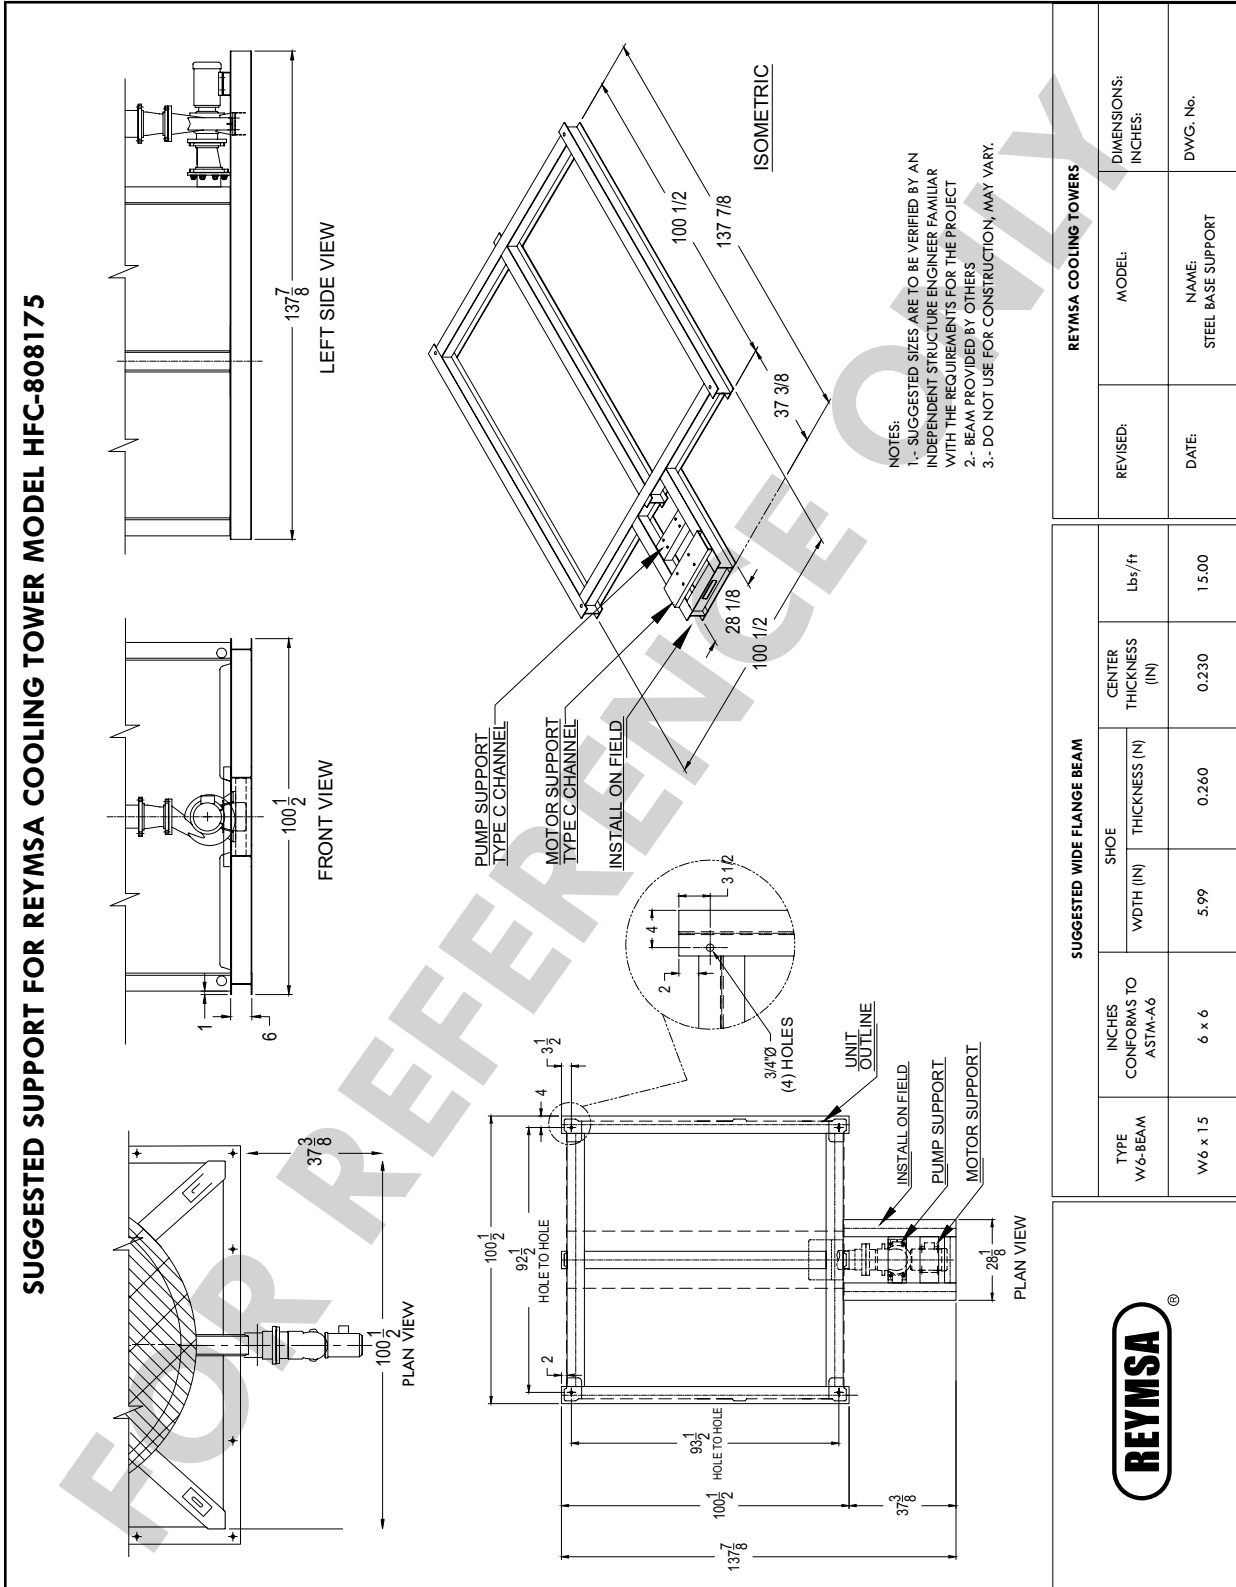 SUGGESTED SUPPORT FOR REYMSA COOLING TOWER MODEL HFC-808175
37 3/8
100 1/2
PLAN VIEW
1
6
100 1/2
FRONT VIEW
137 7/8
LEFT SIDE VIEW
137 7/8
100 1/2
37 3/8
93 1/2
HOLE TO HOLE
100 1/2
92 1/2
HOLE TO HOLE
2
4
3 1/2
28 1/8
PLAN VIEW
INSTALL ON FIELD
PUMP SUPPORT
MOTOR SUPPORT
UNIT
OUTLINE
3/4"Ø
(4) HOLES
2
4
3 1/2
PUMP SUPPORT
TYPE C CHANNEL
MOTOR SUPPORT
TYPE C CHANNEL
INSTALL ON FIELD
28 1/8
100 1/2
37 3/8
100 1/2
137 7/8
ISOMETRIC
NOTES:
1.- SUGGESTED SIZES ARE TO BE VERIFIED BY AN
INDEPENDENT STRUCTURE ENGINEER FAMILIAR
WITH THE REQUIREMENTS FOR THE PROJECT
2.- BEAM PROVIDED BY OTHERS
3.- DO NOT USE FOR CONSTRUCTION, MAY VARY.
FOR REFERENCE ONLY
REYMSA ®
SUGGESTED WIDE FLANGE BEAM
TYPE
W6-BEAM
INCHES
CONFORMS TO
ASTM-A6
SHOE
WDTH (IN)
THICKNESS (N)
CENTER
THICKNESS
(IN)
Lbs/ft
W6 x 15
6 x 6
5.99
0.260
0.230
15.00
REYMSA COOLING TOWERS
REVISED:
MODEL:
DIMENSIONS:
INCHES:
DATE:
NAME:
STEEL BASE SUPPORT
DWG. No.